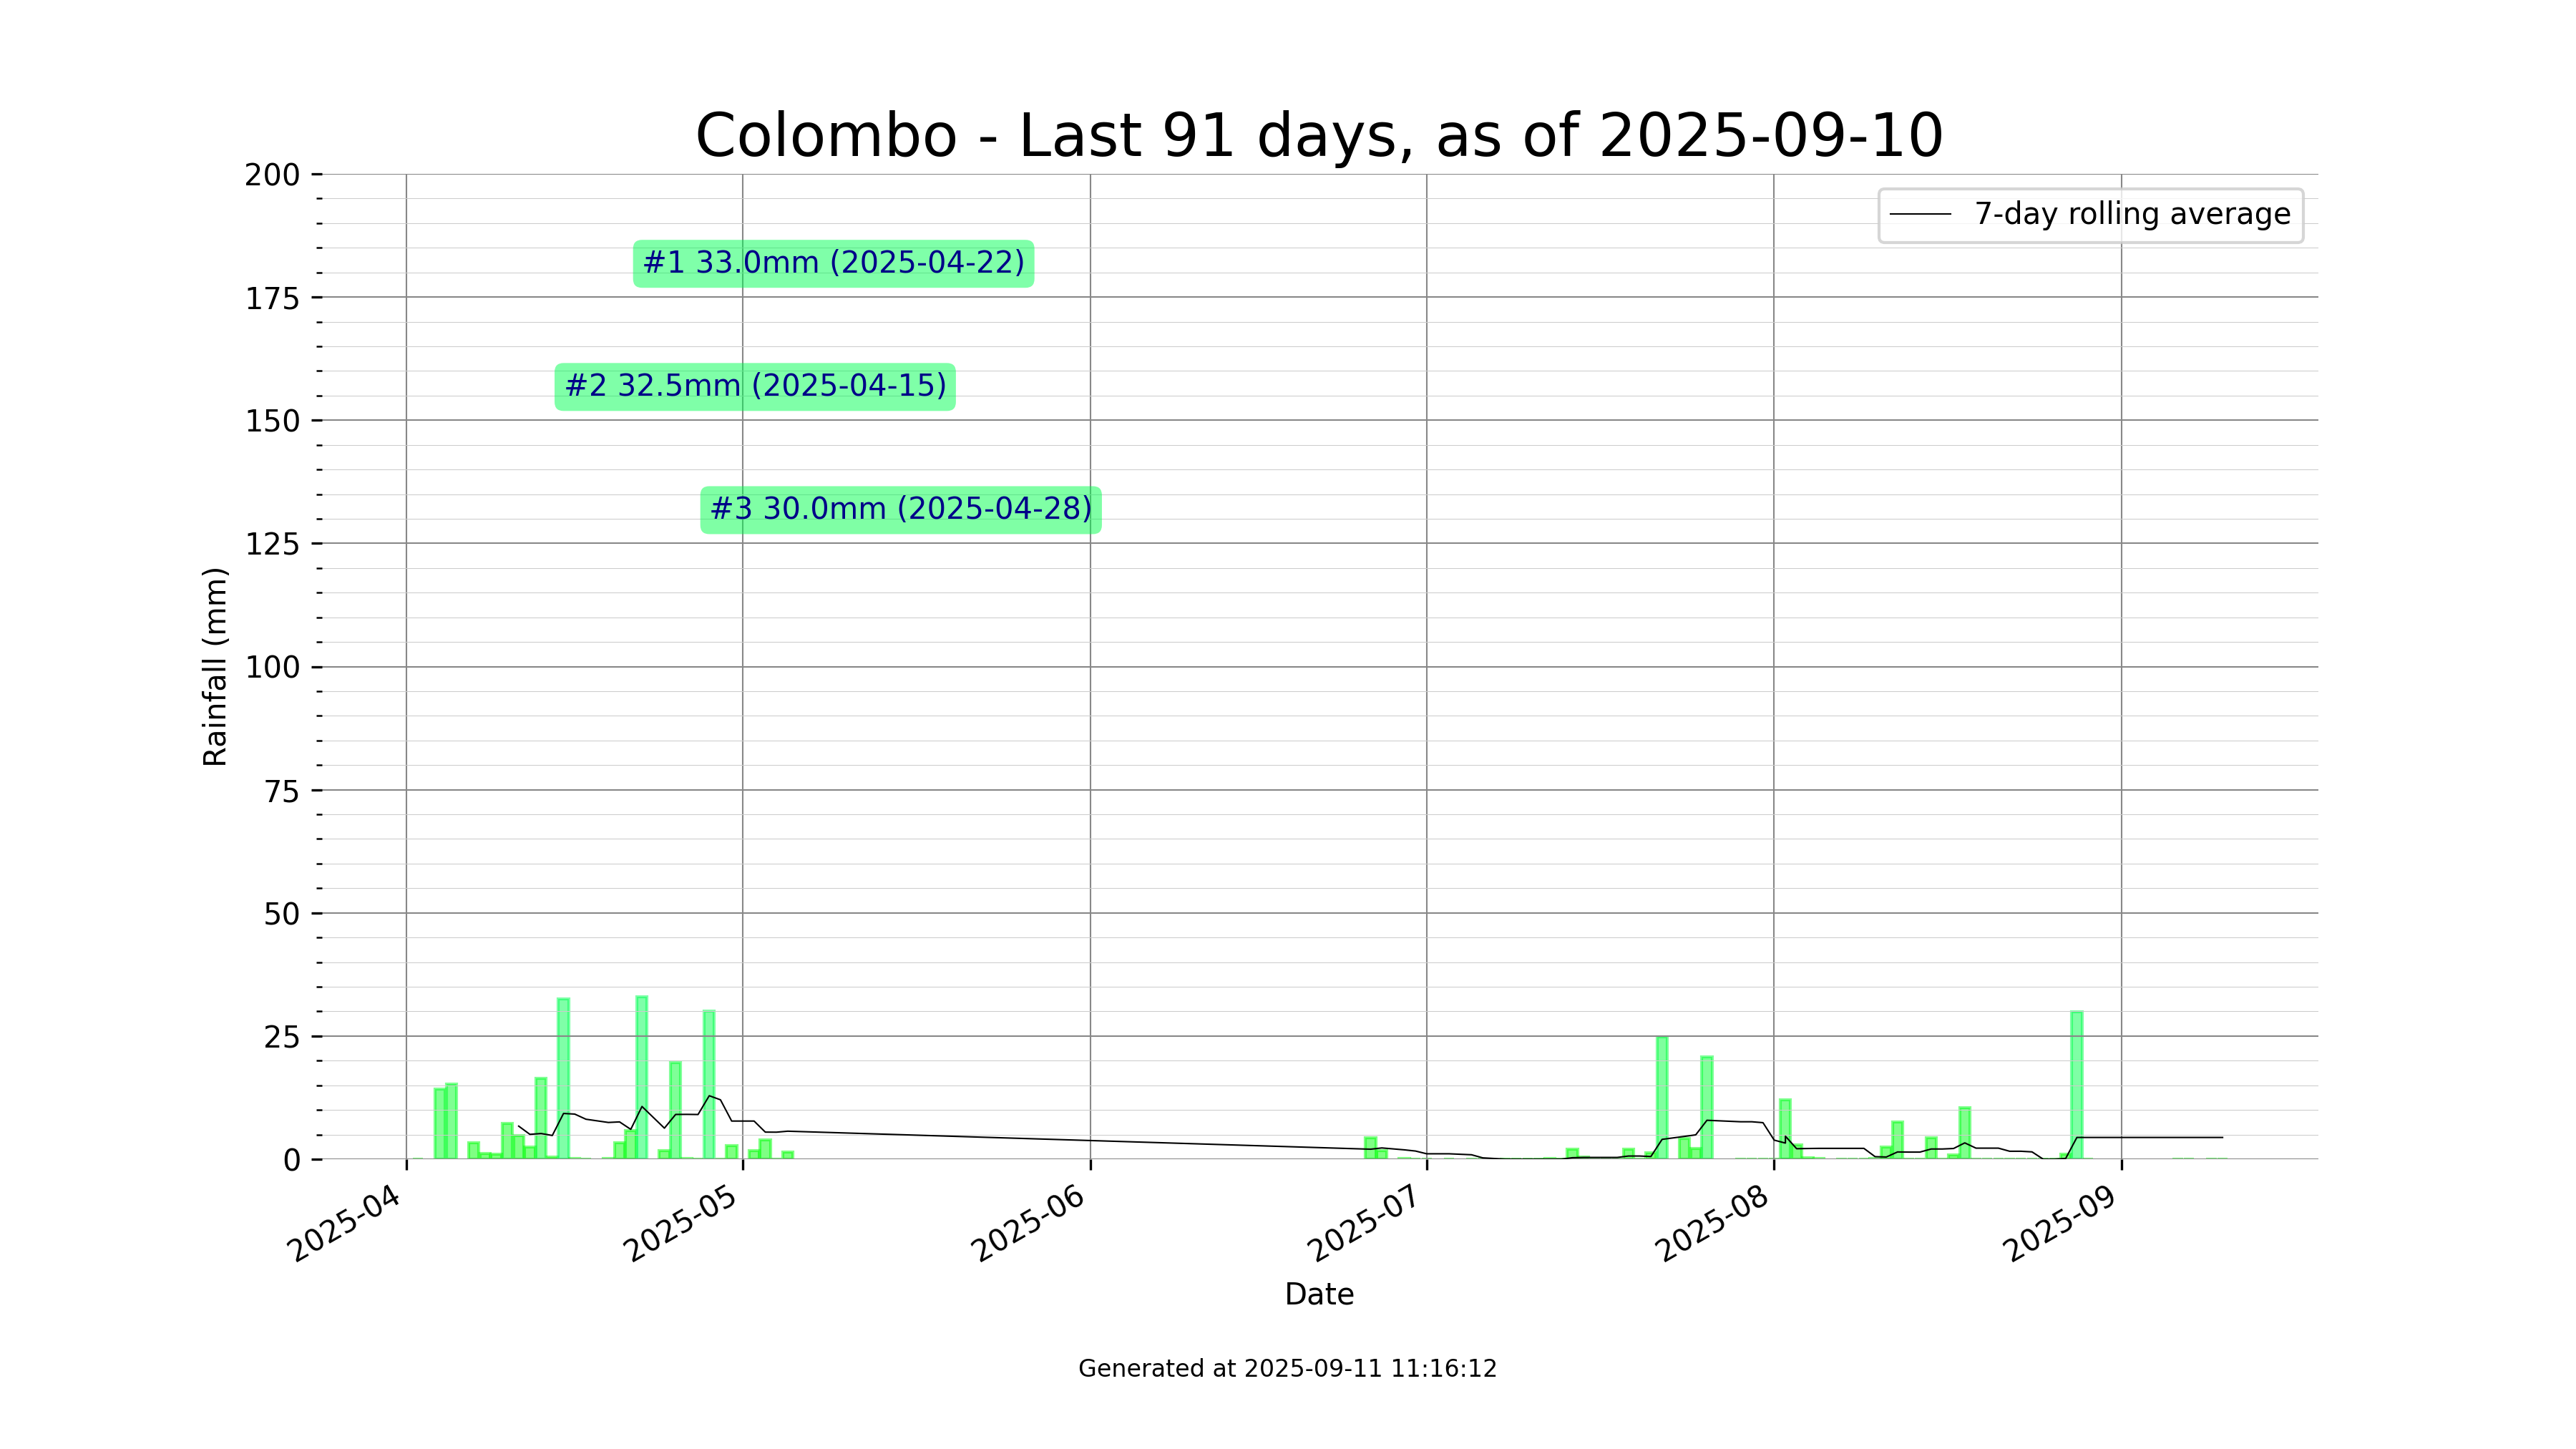 Colombo - Last 91 days, as of 2025-09-10
200
175
150
125
100
75
50
25
0
Rainfall (mm)
7-day rolling average
#1 33.0mm (2025-04-22)
#2 32.5mm (2025-04-15)
#3 30.0mm (2025-04-28)
2025-04
2025-05
2025-06
2025-07
2025-08
2025-09
Date
Generated at 2025-09-11 11:16:12